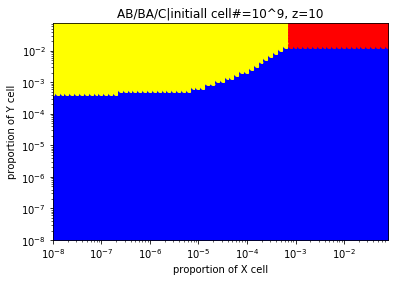 AB/BA/C|initiall cell#=10^9, z=10
proportion of Y cell
10⁻²
10⁻³
10⁻⁴
10⁻⁵
10⁻⁶
10⁻⁷
10⁻⁸
10⁻⁸ 10⁻⁷ 10⁻⁶ 10⁻⁵ 10⁻⁴ 10⁻³ 10⁻²
proportion of X cell